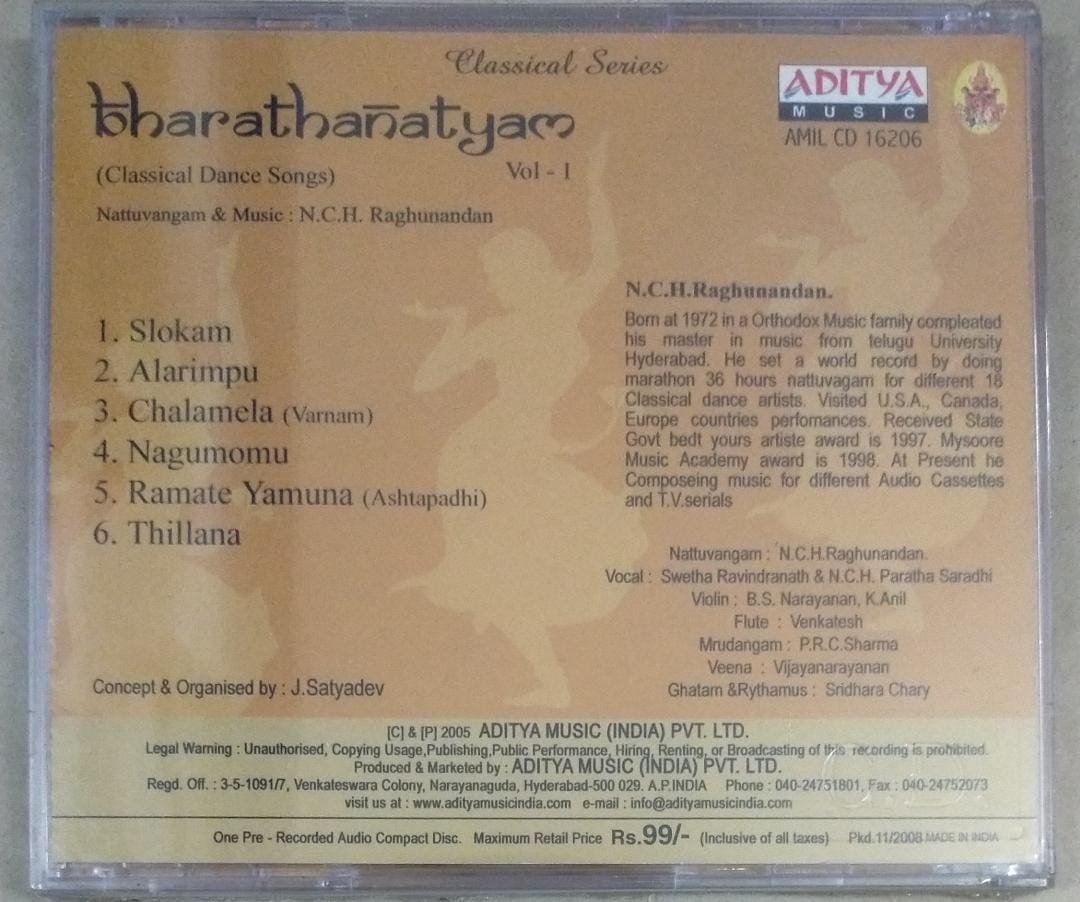 Classical Series
bharathanatyam
(Classical Dance Songs) Vol - 1
Nattuvangam & Music : N.C.H. Raghunandan
ADITYA
MUSIC
AMIL CD 16206
1. Slokam
2. Alarimpu
3. Chalamela (Varnam)
4. Nagumomu
5. Ramate Yamuna (Ashtapadhi)
6. Thillana
N.C.H.Raghunandan.
Born at 1972 in a Orthodox Music family compleated
his master in music from telugu University
Hyderabad. He set a world record by doing
marathon 36 hours nattuvagam for different 18
Classical dance artists. Visited U.S.A., Canada,
Europe countries perfomances. Received State
Govt bedt yours artiste award is 1997. Mysoore
Music Academy award is 1998. At Present he
Composeing music for different Audio Cassettes
and T.V.serials
Nattuvangam : N.C.H.Raghunandan.
Vocal : Swetha Ravindranath & N.C.H. Paratha Saradhi
Violin : B.S. Narayanan, K.Anil
Flute : Venkatesh
Mrudangam : P.R.C.Sharma
Veena : Vijayanarayanan
Ghatam &Rythamus : Sridhara Chary
Concept & Organised by : J.Satyadev
[C] & [P] 2005 ADITYA MUSIC (INDIA) PVT. LTD.
Legal Warning : Unauthorised, Copying Usage,Publishing,Public Performance, Hiring, Renting, or Broadcasting of this recording is prohibited.
Produced & Marketed by : ADITYA MUSIC (INDIA) PVT. LTD.
Regd. Off. : 3-5-1091/7, Venkateswara Colony, Narayanaguda, Hyderabad-500 029. A.P.INDIA Phone : 040-24751801, Fax : 040-24752073
visit us at : www.adityamusicindia.com e-mail : info@adityamusicindia.com
One Pre - Recorded Audio Compact Disc. Maximum Retail Price Rs.99/- (Inclusive of all taxes) Pkd.11/2008 MADE IN INDIA